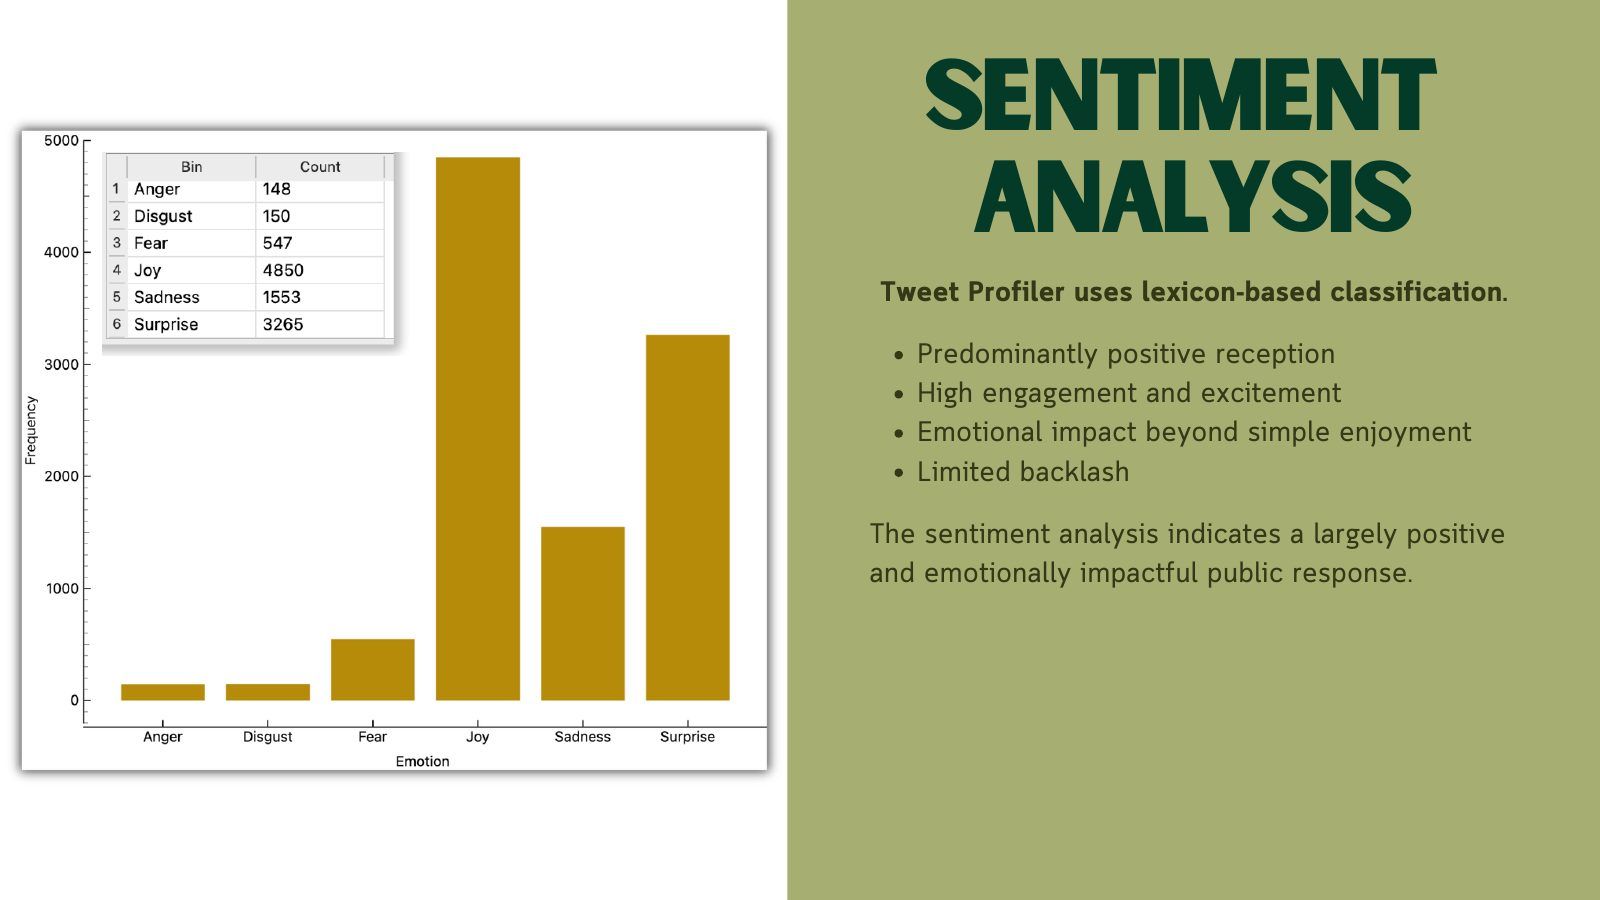 SENTIMENT
ANALYSIS
Tweet Profiler uses lexicon-based classification.
• Predominantly positive reception
• High engagement and excitement
• Emotional impact beyond simple enjoyment
• Limited backlash
The sentiment analysis indicates a largely positive
and emotionally impactful public response.
Bin Count
1 Anger 148
2 Disgust 150
3 Fear 547
4 Joy 4850
5 Sadness 1553
6 Surprise 3265
Frequency
5000
4000
3000
2000
1000
0
Anger Disgust Fear Joy Sadness Surprise
Emotion